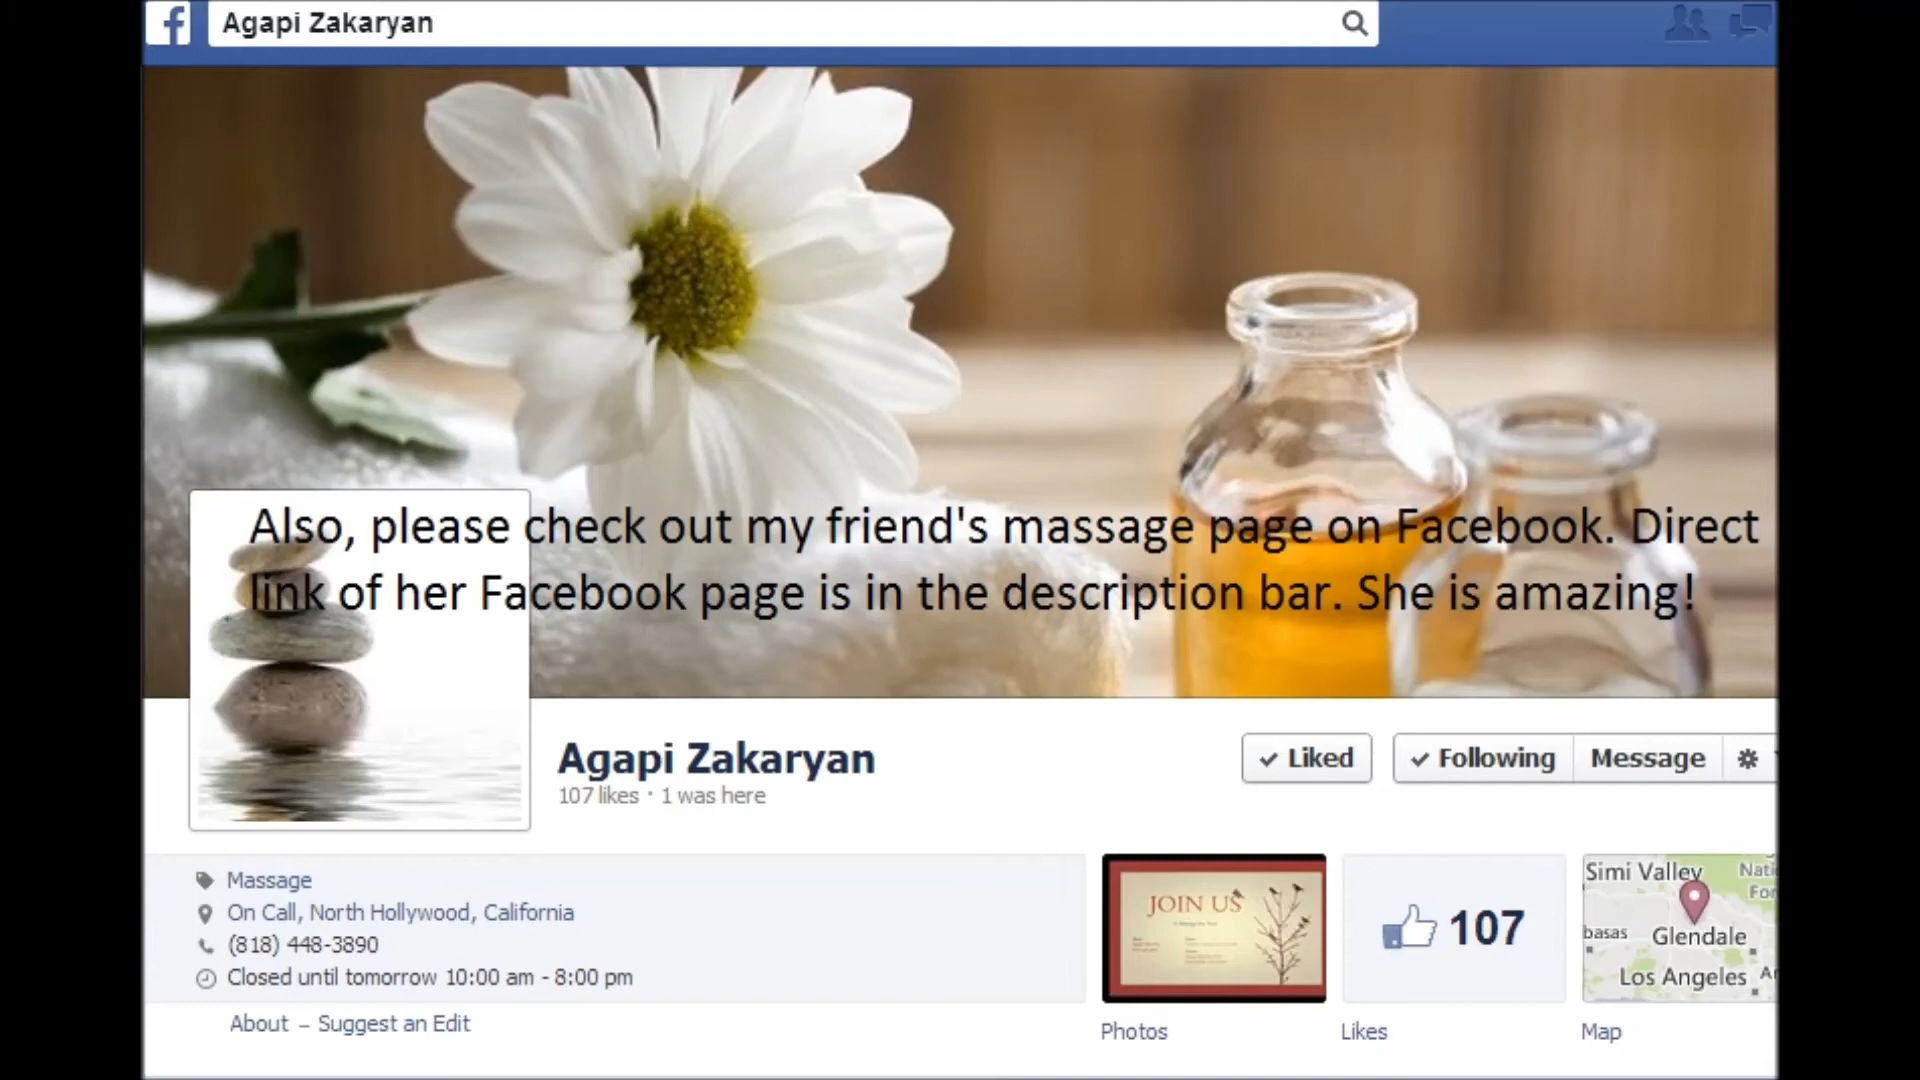 f Agapi Zakaryan
Also, please check out my friend's massage page on Facebook. Direct
link of her Facebook page is in the description bar. She is amazing!
Agapi Zakaryan
107 likes · 1 was here
✓ Liked
✓ Following Message
Massage
On Call, North Hollywood, California
(818) 448-3890
Closed until tomorrow 10:00 am - 8:00 pm
About – Suggest an Edit
JOIN US
Photos
107
Likes
Simi Valley
basas Glendale
Los Angeles
Map